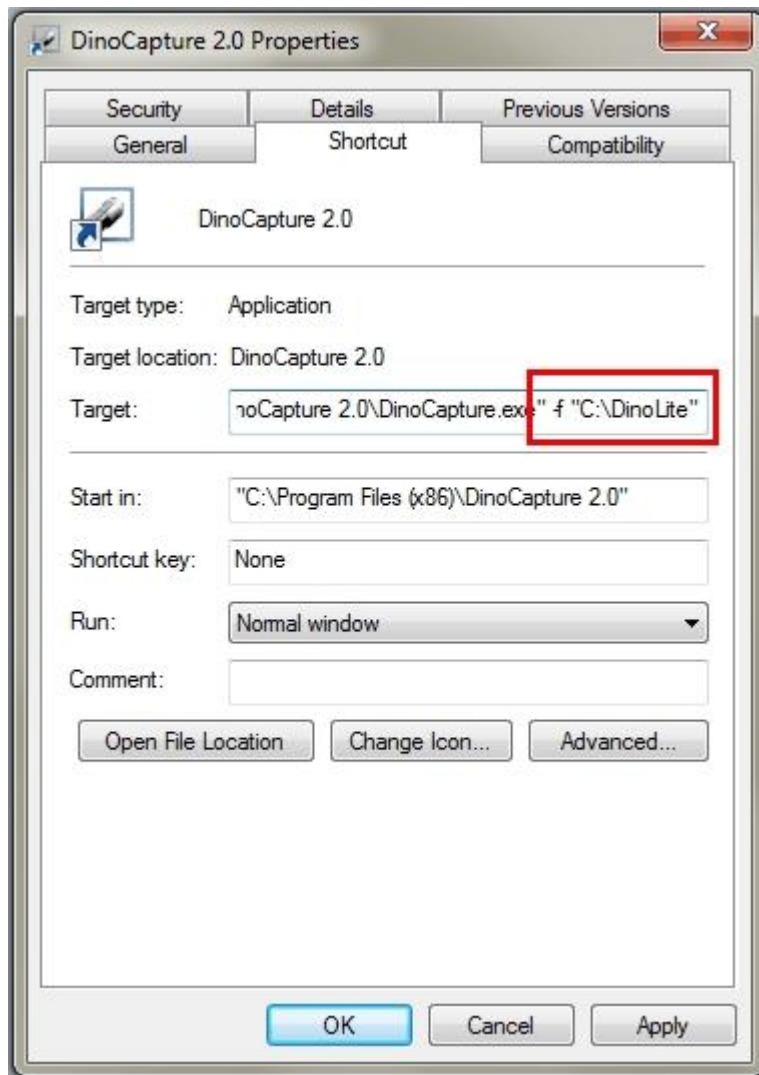 DinoCapture 2.0 Properties
Security Details Previous Versions
General Shortcut Compatibility
DinoCapture 2.0
Target type: Application
Target location: DinoCapture 2.0
Target: noCapture 2.0\DinoCapture.exe" -f "C:\DinoLite"
Start in: "C:\Program Files (x86)\DinoCapture 2.0"
Shortcut key: None
Run: Normal window
Comment:
Open File Location Change Icon... Advanced...
OK Cancel Apply